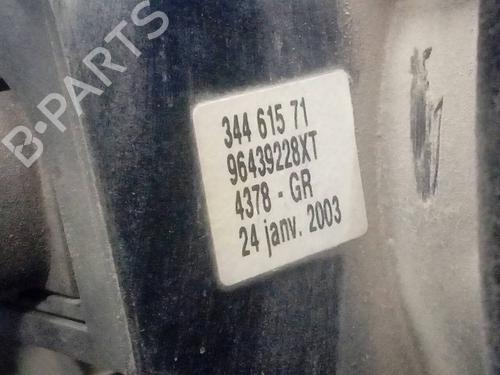 B-PARTS
344 615 71
96439228XT
4378 - GR
24 janv. 2003